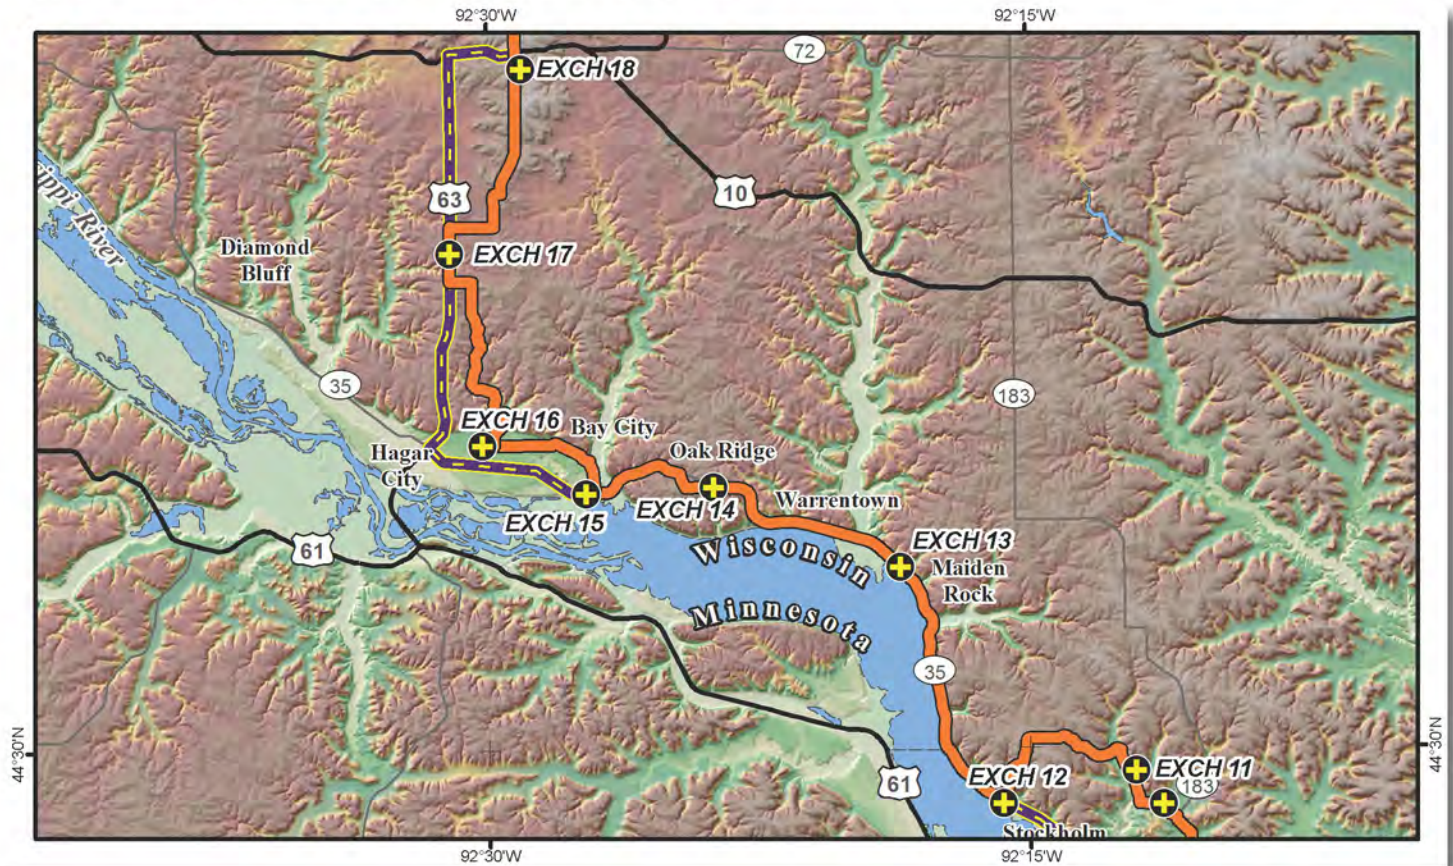 92°30'W
92°15'W
72
EXCH 18
63
10
ippi River
Diamond
Bluff
EXCH 17
35
183
EXCH 16
Bay City
Hagar
City
Oak Ridge
EXCH 15
EXCH 14
Warrentown
61
Wisconsin
EXCH 13
Maiden
Rock
Minnesota
35
44°30'N
44°30'N
EXCH 12
EXCH 11
61
183
Stockholm
92°30'W
92°15'W